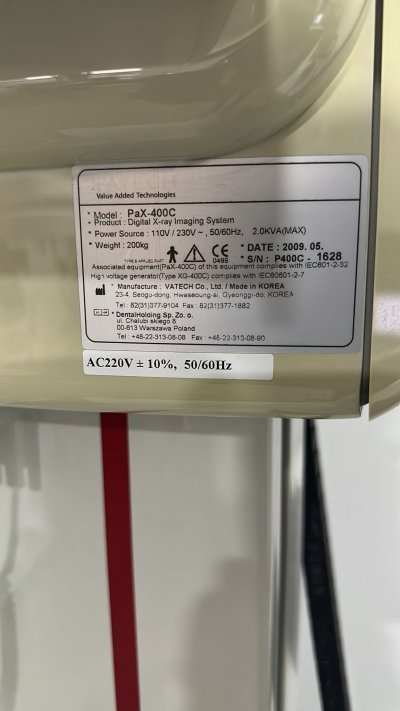 Value Added Technologies
* Model : PaX-400C
* Product : Digital X-ray Imaging System
* Power Source : 110V / 230V ~ , 50/60Hz, 2.0KVA(MAX)
* Weight : 200kg
TYPE B APPLIED PART
CE 0499
* DATE : 2009. 05.
* S/N : P400C - 1628
Associated equipment(PaX-400C) of this equipment complies with IEC601-2-32
High voltage generator(Type XG-400C) complies with IEC60601-2-7
* Manufacture : VATECH Co., Ltd. / Made in KOREA
23-4, Seogu-dong, Hwaseoung-si, Gyeonggi-do, KOREA
Tel : 82(31)377-9104 Fax : 82(31)377-1882
* DentalHolding Sp. Zo. o.
ul. Chalubi skiego 8
00-613 Warszawa Poland
Tel : +48-22-313-08-08 Fax : +48-22-313-08-90
AC220V ± 10%, 50/60Hz